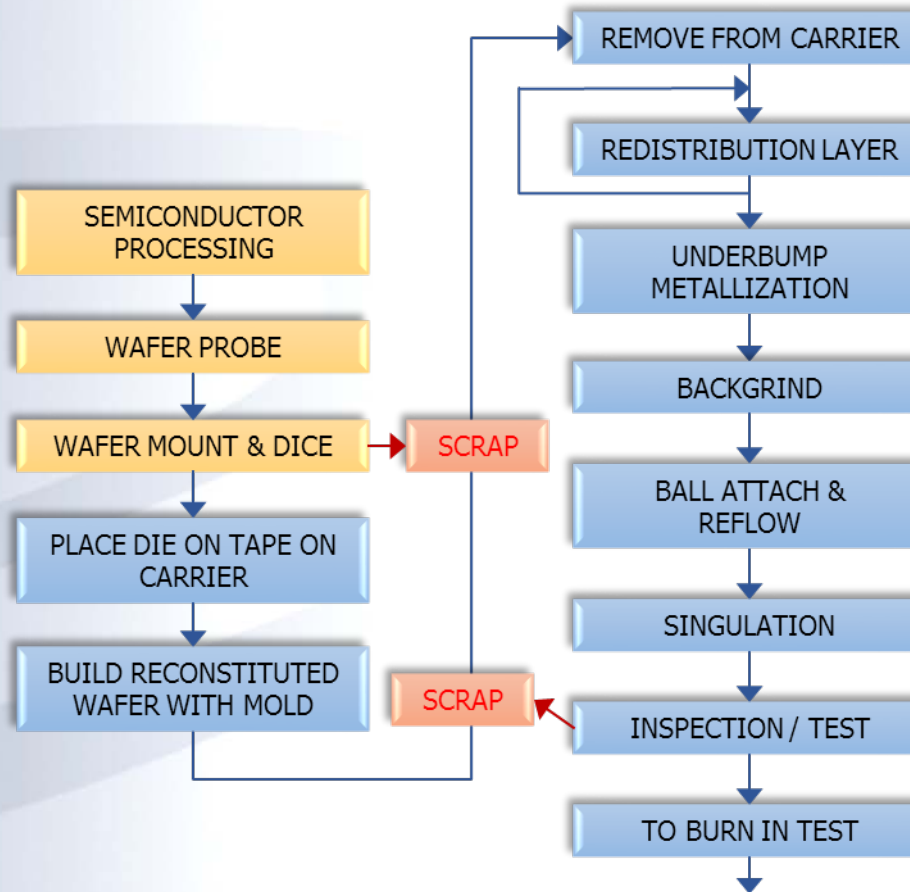 SEMICONDUCTOR
PROCESSING
WAFER PROBE
WAFER MOUNT & DICE
SCRAP
PLACE DIE ON TAPE ON
CARRIER
BUILD RECONSTITUTED
WAFER WITH MOLD
REMOVE FROM CARRIER
REDISTRIBUTION LAYER
UNDERBUMP
METALLIZATION
BACKGRIND
BALL ATTACH &
REFLOW
SINGULATION
INSPECTION / TEST
SCRAP
TO BURN IN TEST